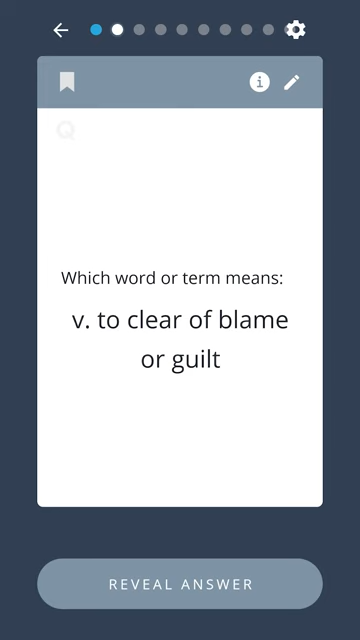 Q
Which word or term means:
v. to clear of blame
or guilt
REVEAL ANSWER